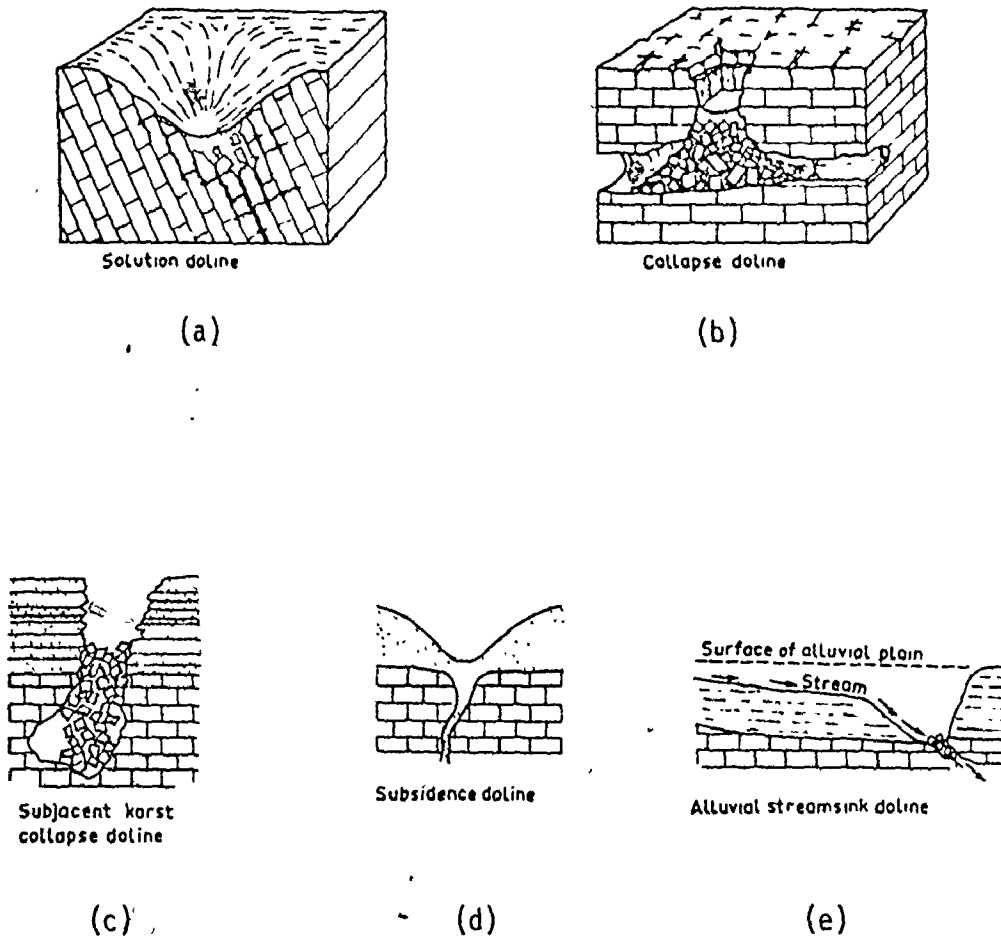 Solution doline
Collapse doline
(a)
(b)
Surface of alluvial plain
Stream
Subjacent karst
collapse doline
Subsidence doline
Alluvial streamsink doline
(c)
(d)
(e)